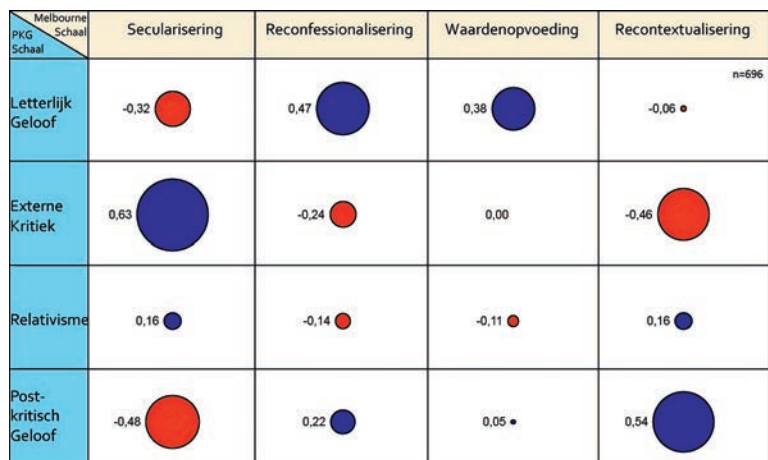 Melbourne
Schaal
PKG
Schaal
Secularisering
Reconfessionalisering
Waardenopvoeding
Recontextualisering
n=696
Letterlijk
Geloof
-0,32
0,47
0,38
-0,06
Externe
Kritiek
0,63
-0,24
0,00
-0,46
Relativisme
0,16
-0,14
-0,11
0,16
Post-
kritisch
Geloof
-0,48
0,22
0,05
0,54